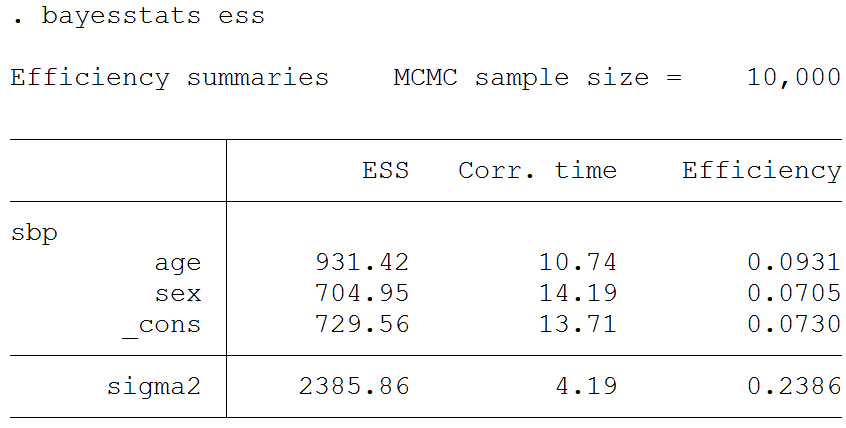 . bayesstats ess
Efficiency summaries    MCMC sample size =    10,000
ESS   Corr. time    Efficiency
sbp
age   931.42   10.74   0.0931
sex   704.95   14.19   0.0705
_cons   729.56   13.71   0.0730
sigma2   2385.86   4.19   0.2386